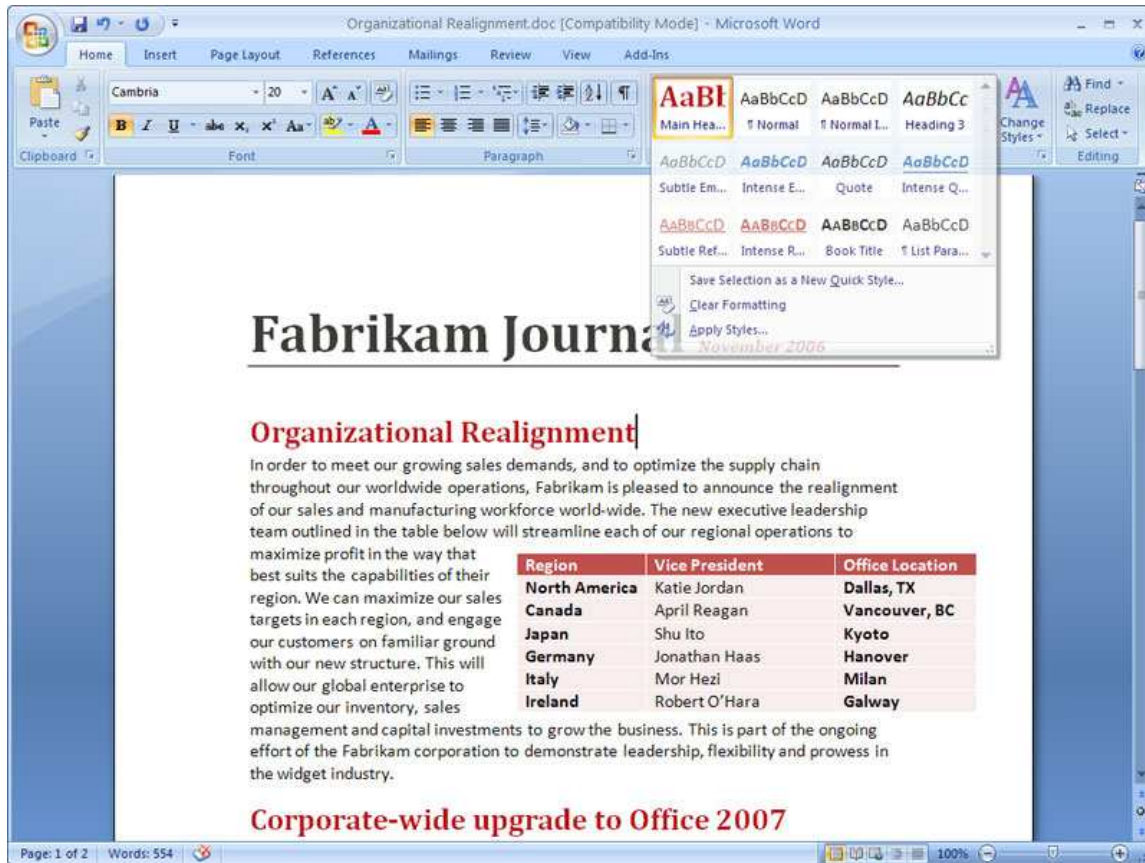 Organizational Realignment.doc [Compatibility Mode] - Microsoft Word
Home Insert Page Layout References Mailings Review View Add-Ins
Paste
Clipboard
Cambria 20
B I U abc x₂ x² Aa A
Font
Paragraph
AaBb Main Hea...
AaBbCcD ¶ Normal
AaBbCcD ¶ Normal I...
AaBbCc Heading 3
AaBbCcD Subtle Em...
AaBbCcD Intense E...
AaBbCcD Quote
AaBbCcD Intense Q...
AaBbCcD Subtle Ref...
AaBbCcD Intense R...
AaBbCcD Book Title
AaBbCcD ¶ List Para...
Save Selection as a New Quick Style...
Clear Formatting
Apply Styles...
Change
Styles
Find
Replace
Select
Editing
Fabrikam Journal November 2006
Organizational Realignment
In order to meet our growing sales demands, and to optimize the supply chain
throughout our worldwide operations, Fabrikam is pleased to announce the realignment
of our sales and manufacturing workforce world-wide. The new executive leadership
team outlined in the table below will streamline each of our regional operations to
maximize profit in the way that
best suits the capabilities of their
region. We can maximize our sales
targets in each region, and engage
our customers on familiar ground
with our new structure. This will
allow our global enterprise to
optimize our inventory, sales
management and capital investments to grow the business. This is part of the ongoing
effort of the Fabrikam corporation to demonstrate leadership, flexibility and prowess in
the widget industry.
Region Vice President Office Location
North America Katie Jordan Dallas, TX
Canada April Reagan Vancouver, BC
Japan Shu Ito Kyoto
Germany Jonathan Haas Hanover
Italy Mor Hezi Milan
Ireland Robert O'Hara Galway
Corporate-wide upgrade to Office 2007
Page: 1 of 2 Words: 554 100%